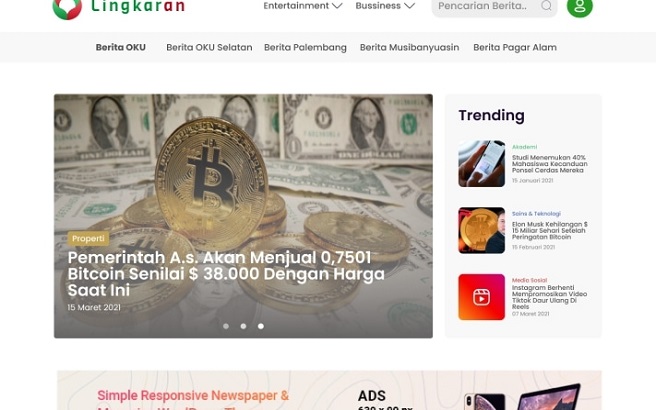 Lingkaran
Entertainment
Bussiness
Pencarian Berita..
Berita OKU
Berita OKU Selatan
Berita Palembang
Berita Musibanyuasin
Berita Pagar Alam
Properti
Pemerintah A.s. Akan Menjual 0,7501
Bitcoin Senilai $ 38.000 Dengan Harga
Saat Ini
15 Maret 2021
Trending
Akademi
Studi Menemukan 40%
Mahasiswa Kecanduan
Ponsel Cerdas Mereka
15 Januari 2021
Sains & Teknologi
Elon Musk Kehilangan $
15 Miliar Sehari Setelah
Peringatan Bitcoin
15 Februari 2021
Media Sosial
Instagram Berhenti
Mempromosikan Video
Tiktok Daur Ulang Di
Reels
07 Maret 2021
Simple Responsive Newspaper &
ADS